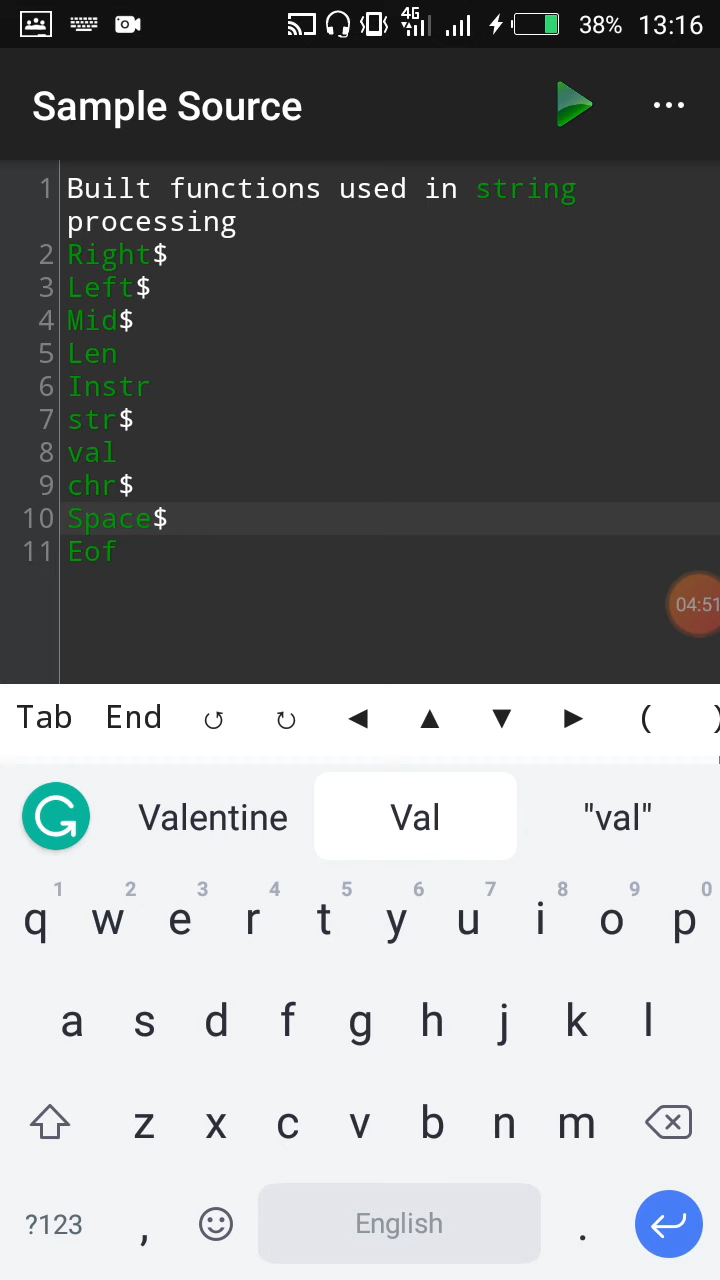 4G 38% 13:16
Sample Source ...
1 Built functions used in string
processing
2 Right$
3 Left$
4 Mid$
5 Len
6 Instr
7 str$
8 val
9 chr$
10 Space$
11 Eof
04:51
Tab End ( )
Valentine Val "val"
1 2 3 4 5 6 7 8 9 0
q w e r t y u i o p
a s d f g h j k l
z x c v b n m
?123 , English .